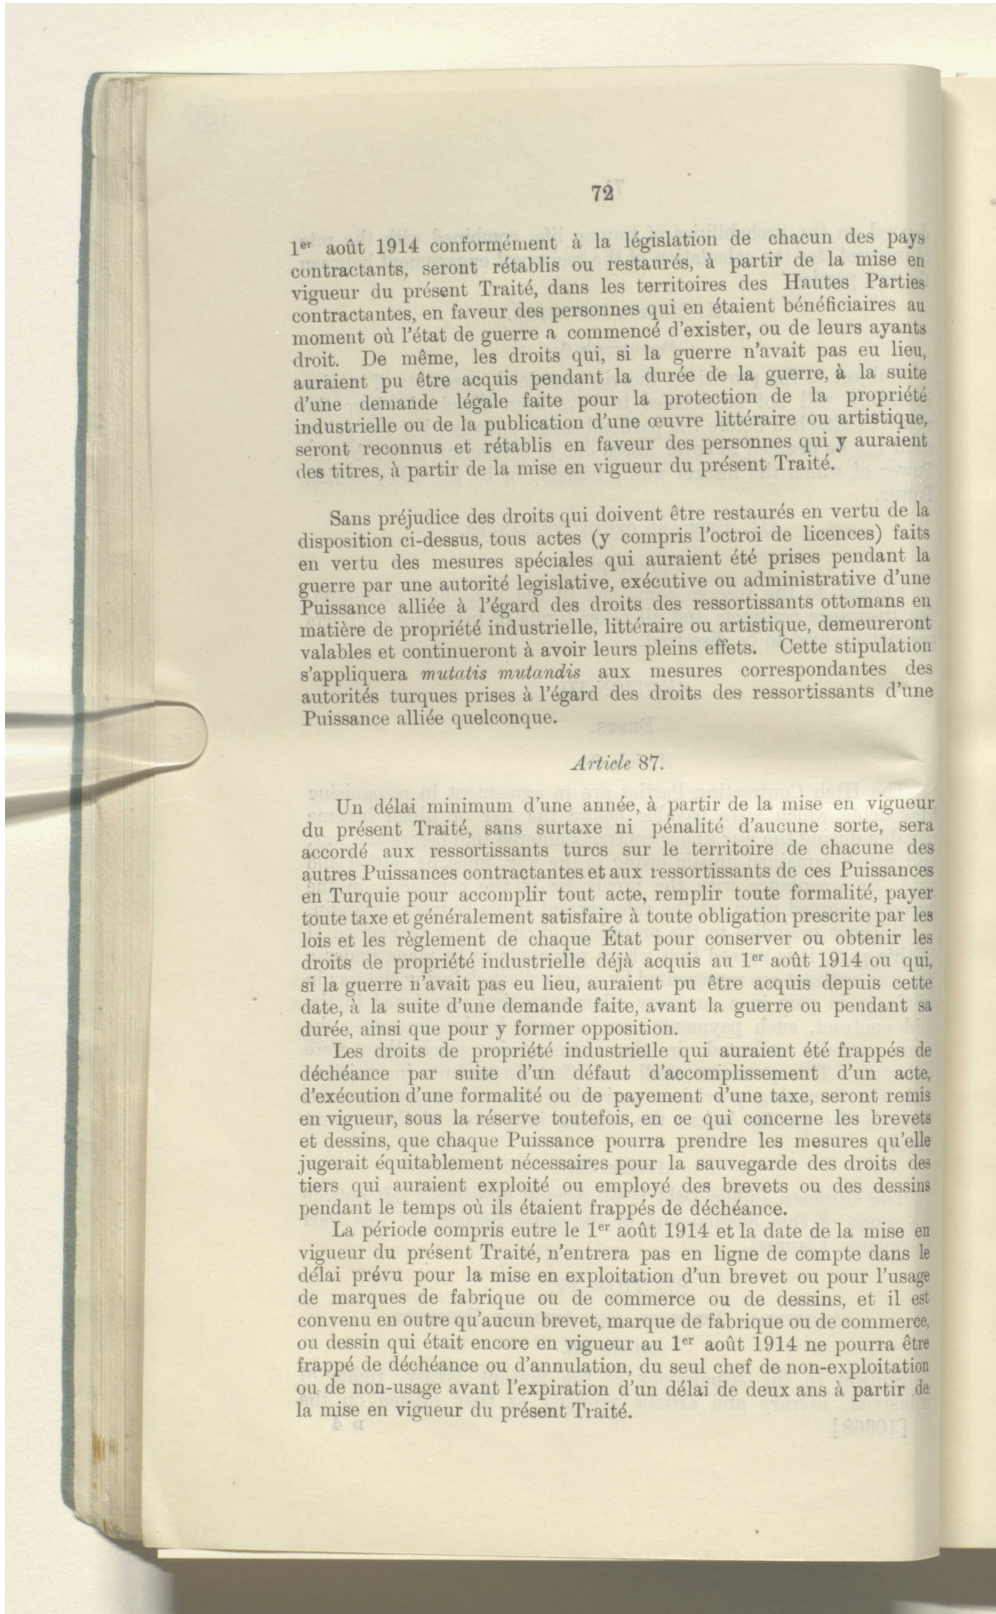 72
1er août 1914 conformément à la législation de chacun des pays
contractants, seront rétablis ou restaurés, à partir de la mise en
vigueur du présent Traité, dans les territoires des Hautes Parties
contractantes, en faveur des personnes qui en étaient bénéficiaires au
moment où l'état de guerre a commencé d'exister, ou de leurs ayants
droit. De même, les droits qui, si la guerre n'avait pas eu lieu,
auraient pu être acquis pendant la durée de la guerre, à la suite
d'une demande légale faite pour la protection de la propriété
industrielle ou de la publication d'une œuvre littéraire ou artistique,
seront reconnus et rétablis en faveur des personnes qui y auraient
des titres, à partir de la mise en vigueur du présent Traité.
Sans préjudice des droits qui doivent être restaurés en vertu de la
disposition ci-dessus, tous actes (y compris l'octroi de licences) faits
en vertu des mesures spéciales qui auraient été prises pendant la
guerre par une autorité legislative, exécutive ou administrative d'une
Puissance alliée à l'égard des droits des ressortissants ottomans en
matière de propriété industrielle, littéraire ou artistique, demeureront
valables et continueront à avoir leurs pleins effets. Cette stipulation
s'appliquera mutatis mutandis aux mesures correspondantes des
autorités turques prises à l'égard des droits des ressortissants d'une
Puissance alliée quelconque.
Article 87.
Un délai minimum d'une année, à partir de la mise en vigueur
du présent Traité, sans surtaxe ni pénalité d'aucune sorte, sera
accordé aux ressortissants turcs sur le territoire de chacune des
autres Puissances contractantes et aux ressortissants de ces Puissances
en Turquie pour accomplir tout acte, remplir toute formalité, payer
toute taxe et généralement satisfaire à toute obligation prescrite par les
lois et les règlement de chaque État pour conserver ou obtenir les
droits de propriété industrielle déjà acquis au 1er août 1914 ou qui,
si la guerre n'avait pas eu lieu, auraient pu être acquis depuis cette
date, à la suite d'une demande faite, avant la guerre ou pendant sa
durée, ainsi que pour y former opposition.
Les droits de propriété industrielle qui auraient été frappés de
déchéance par suite d'un défaut d'accomplissement d'un acte,
d'exécution d'une formalité ou de payement d'une taxe, seront remis
en vigueur, sous la réserve toutefois, en ce qui concerne les brevets
et dessins, que chaque Puissance pourra prendre les mesures qu'elle
jugerait équitablement nécessaires pour la sauvegarde des droits des
tiers qui auraient exploité ou employé des brevets ou des dessins
pendant le temps où ils étaient frappés de déchéance.
La période compris eutre le 1er août 1914 et la date de la mise en
vigueur du présent Traité, n'entrera pas en ligne de compte dans le
délai prévu pour la mise en exploitation d'un brevet ou pour l'usage
de marques de fabrique ou de commerce ou de dessins, et il est
convenu en outre qu'aucun brevet, marque de fabrique ou de commerce,
ou dessin qui était encore en vigueur au 1er août 1914 ne pourra être
frappé de déchéance ou d'annulation, du seul chef de non-exploitation
ou de non-usage avant l'expiration d'un délai de deux ans à partir de
la mise en vigueur du présent Traité.